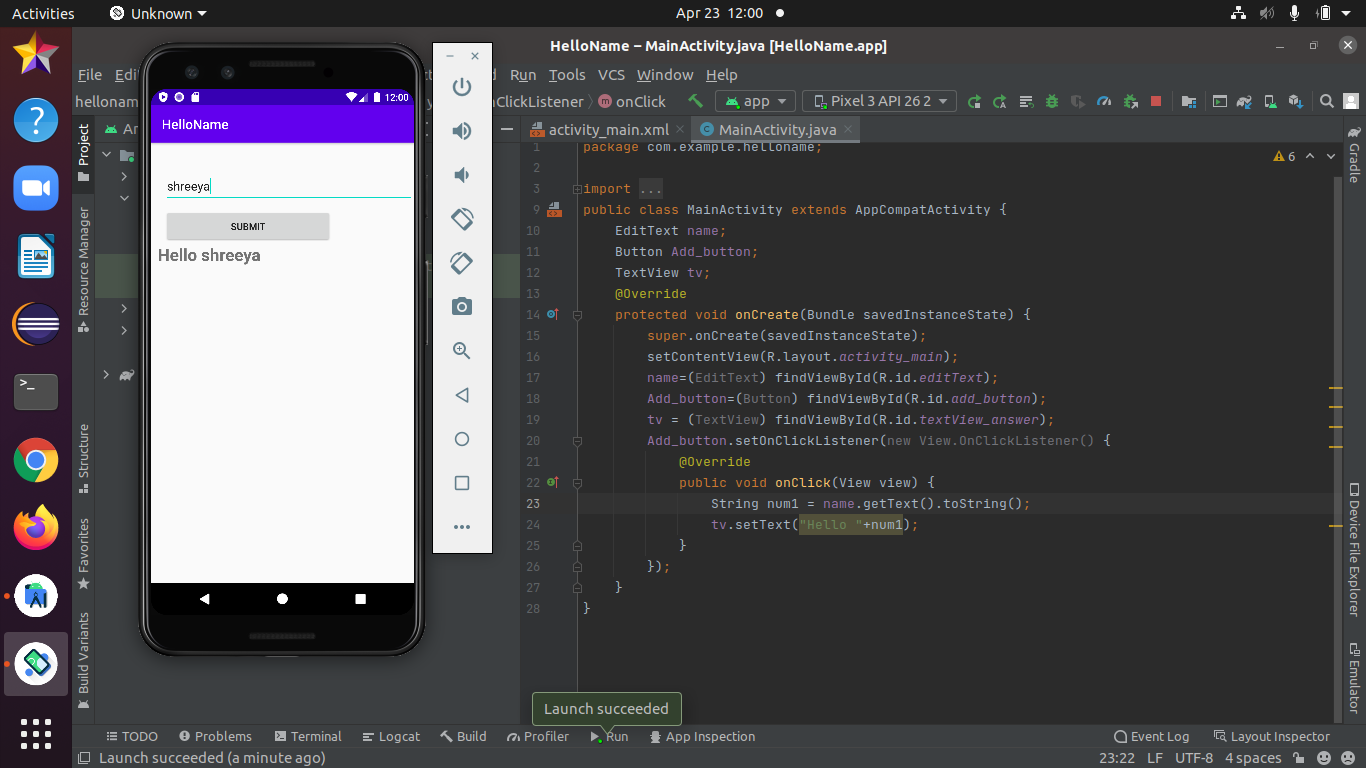 Activities
Unknown
Apr 23 12:00
HelloName – MainActivity.java [HelloName.app]
File
Run Tools VCS Window Help
ClickListener
onClick
app
Pixel 3 API 26 2
activity_main.xml
MainActivity.java
Project
Resource Manager
Structure
Favorites
Build Variants
12:00
HelloName
shreeya
SUBMIT
Hello shreeya
6
1 package com.example.helloname;
2
3 import ...
9 public class MainActivity extends AppCompatActivity {
10 EditText name;
11 Button Add_button;
12 TextView tv;
13 @Override
14 protected void onCreate(Bundle savedInstanceState) {
15 super.onCreate(savedInstanceState);
16 setContentView(R.layout.activity_main);
17 name=(EditText) findViewById(R.id.editText);
18 Add_button=(Button) findViewById(R.id.add_button);
19 tv = (TextView) findViewById(R.id.textView_answer);
20 Add_button.setOnClickListener(new View.OnClickListener() {
21 @Override
22 public void onClick(View view) {
23 String num1 = name.getText().toString();
24 tv.setText("Hello "+num1);
25 }
26 });
27 }
28 }
Gradle
Device File Explorer
Emulator
Launch succeeded
TODO Problems Terminal Logcat Build Profiler Run App Inspection Event Log Layout Inspector
Launch succeeded (a minute ago) 23:22 LF UTF-8 4 spaces